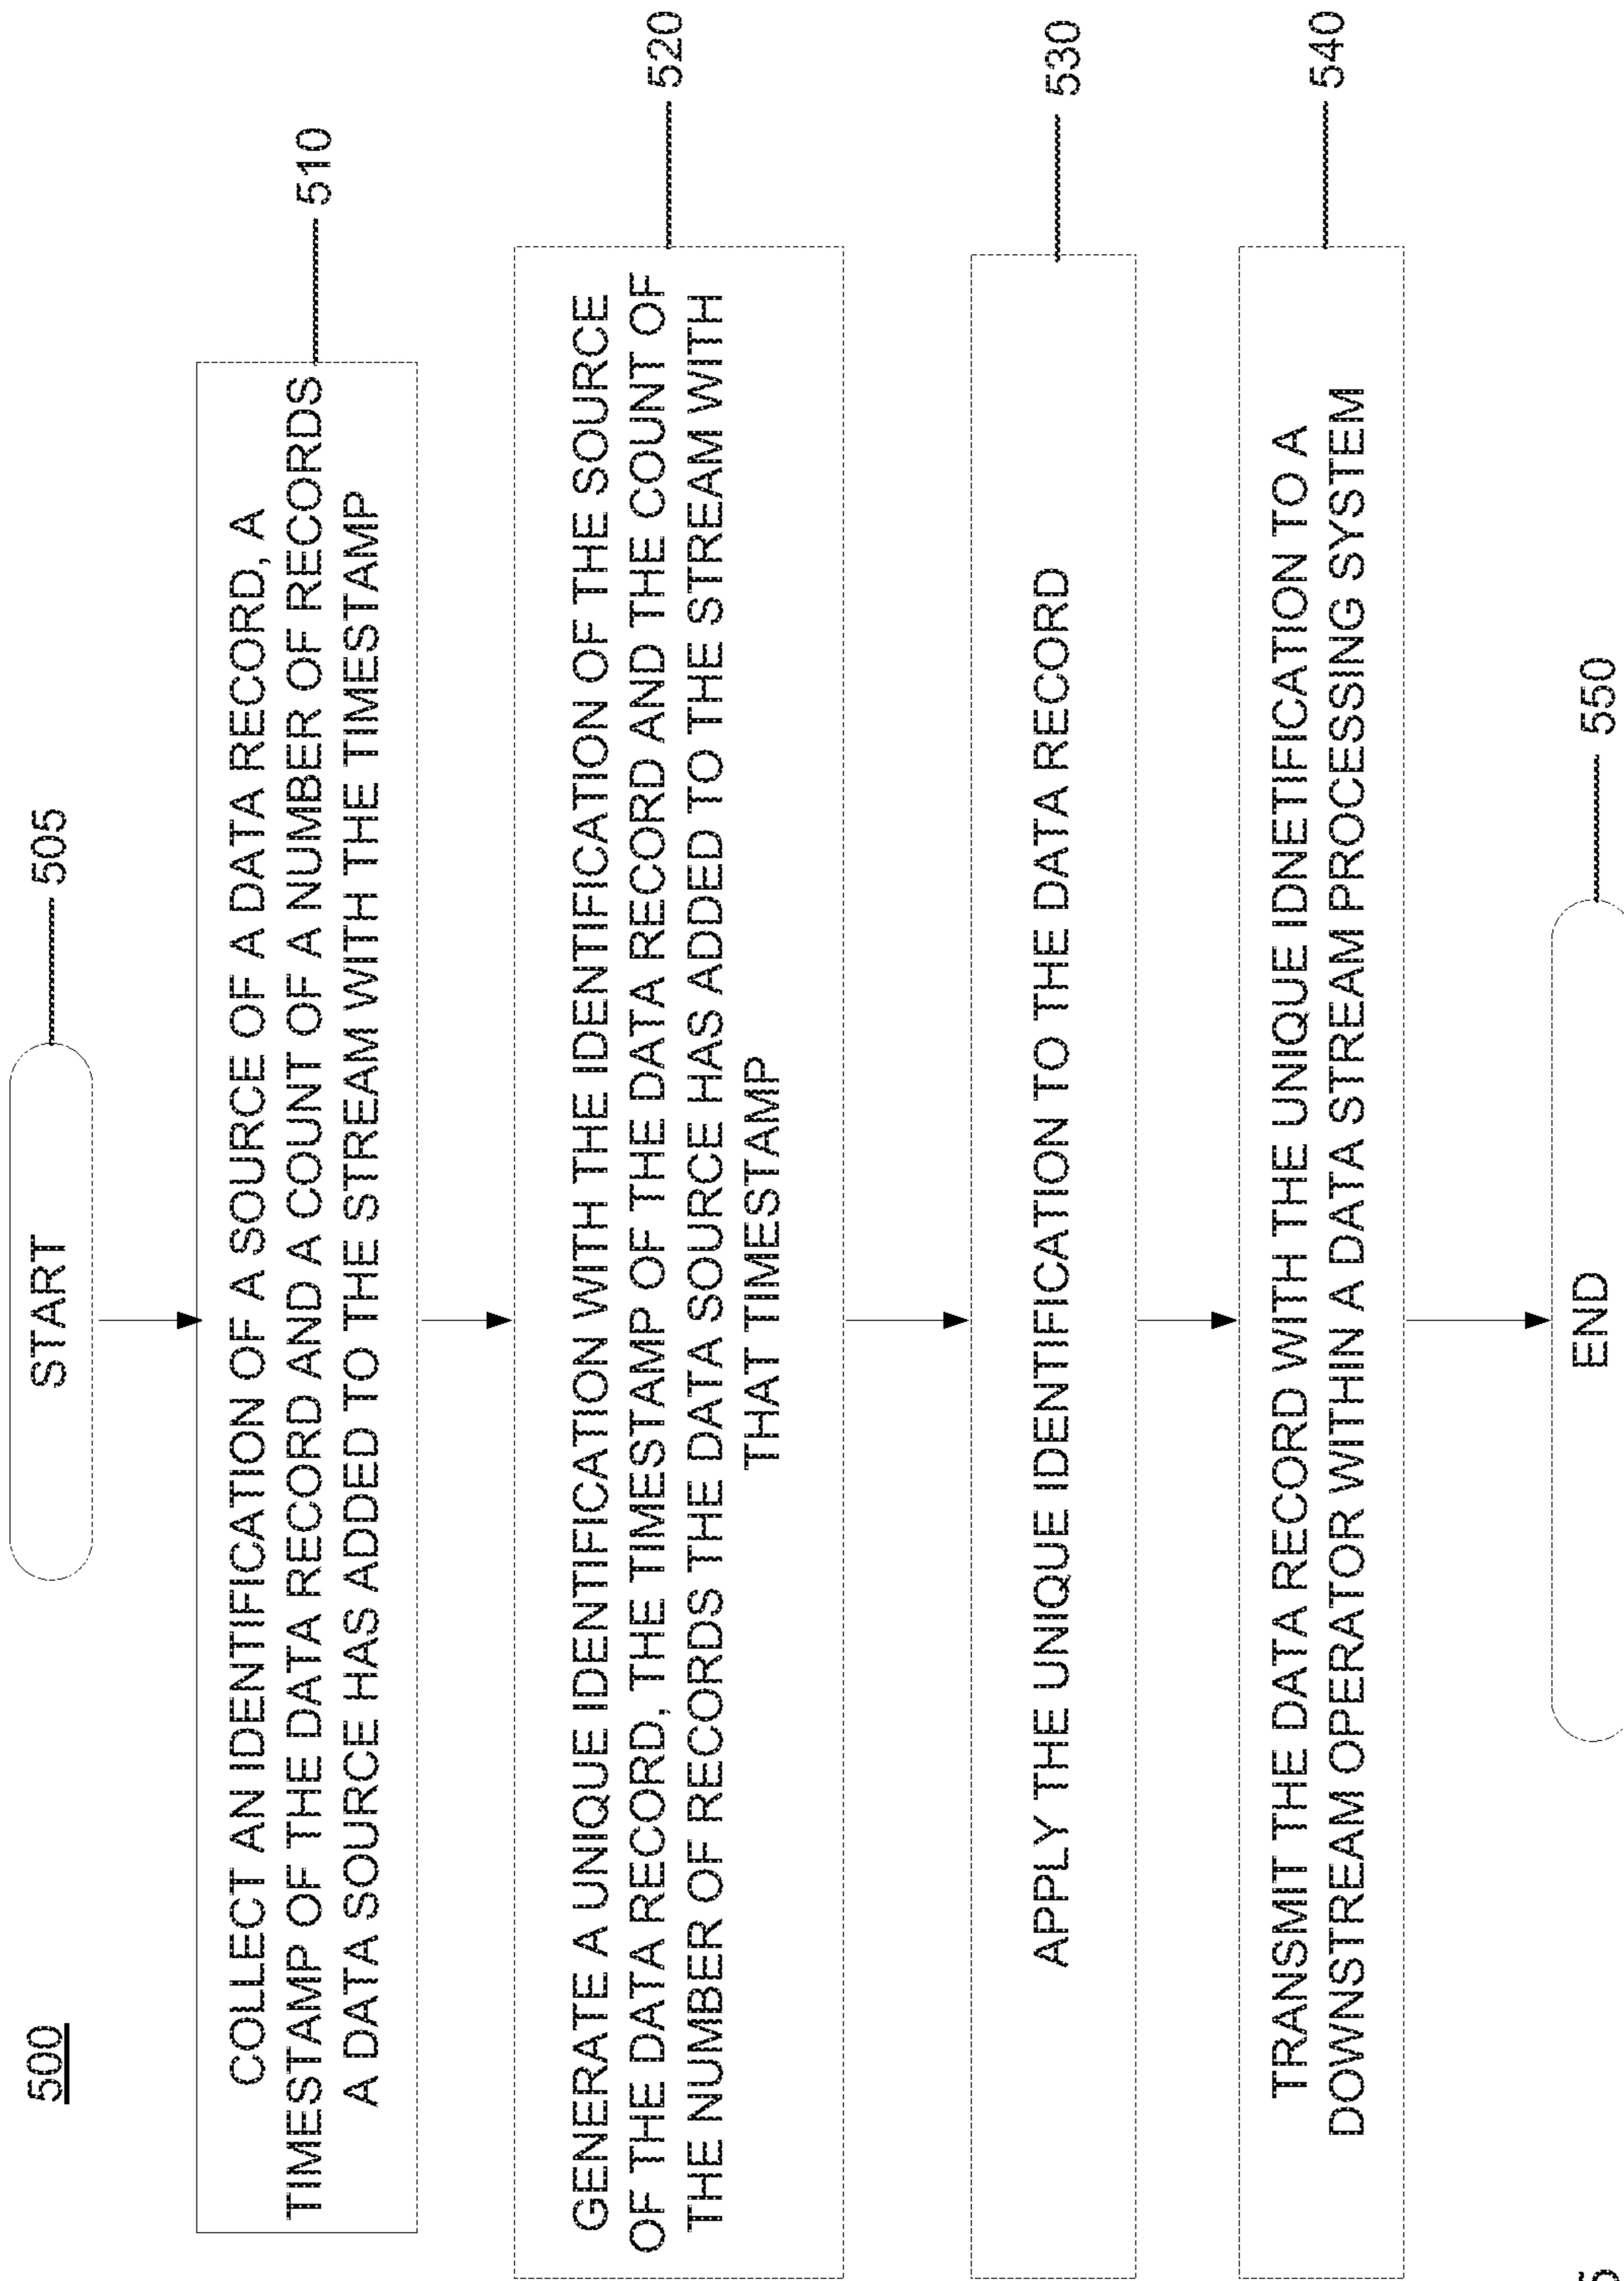 500
START
505
COLLECT AN IDENTIFICATION OF A SOURCE OF A DATA RECORD, A
TIMESTAMP OF THE DATA RECORD AND A COUNT OF A NUMBER OF RECORDS
A DATA SOURCE HAS ADDED TO THE STREAM WITH THE TIMESTAMP
510
GENERATE A UNIQUE IDENTIFICATION WITH THE IDENTIFICATION OF THE SOURCE
OF THE DATA RECORD, THE TIMESTAMP OF THE DATA RECORD AND THE COUNT OF
THE NUMBER OF RECORDS THE DATA SOURCE HAS ADDED TO THE STREAM WITH
THAT TIMESTAMP
520
APPLY THE UNIQUE IDENTIFICATION TO THE DATA RECORD
530
TRANSMIT THE DATA RECORD WITH THE UNIQUE IDNETIFICATION TO A
DOWNSTREAM OPERATOR WITHIN A DATA STREAM PROCESSING SYSTEM
540
END
550